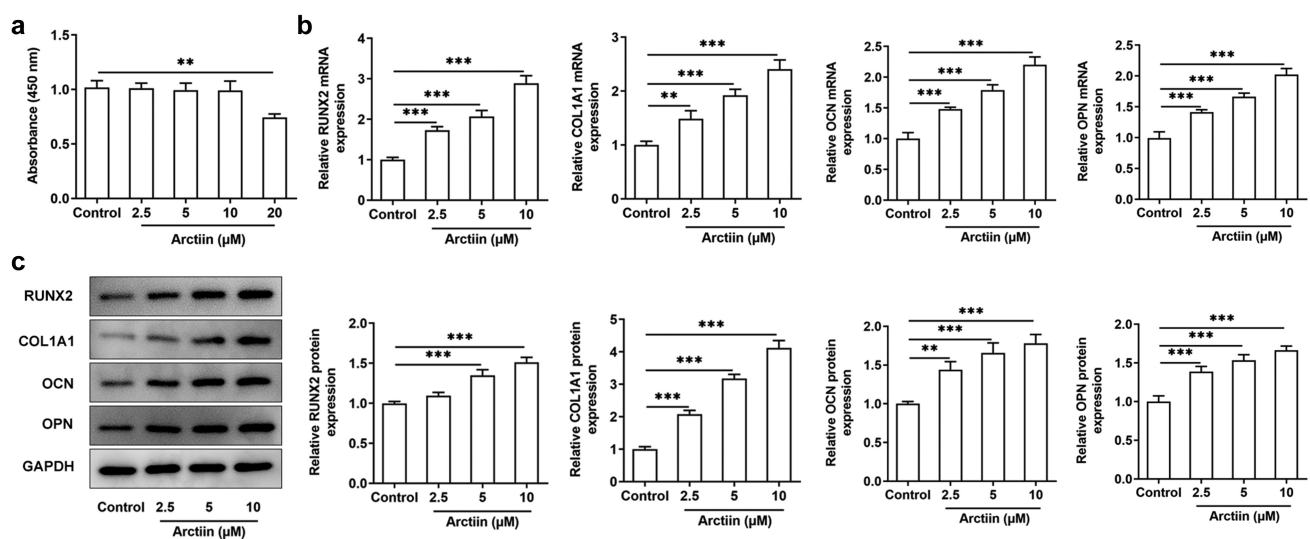 a
Absorbance (450 nm)
1.5
1.0
0.5
0.0
**
Control 2.5 5 10 20
Arctiin (μM)
b
Relative RUNX2 mRNA
expression
4
3
2
1
0
***
***
***
Control 2.5 5 10
Arctiin (μM)
Relative COL1A1 mRNA
expression
3
2
1
0
***
***
**
Control 2.5 5 10
Arctiin (μM)
Relative OCN mRNA
expression
2.5
2.0
1.5
1.0
0.5
0.0
***
***
***
Control 2.5 5 10
Arctiin (μM)
Relative OPN mRNA
expression
2.5
2.0
1.5
1.0
0.5
0.0
***
***
***
Control 2.5 5 10
Arctiin (μM)
c
RUNX2
COL1A1
OCN
OPN
GAPDH
Control 2.5 5 10
Arctiin (μM)
Relative RUNX2 protein
expression
2.0
1.5
1.0
0.5
0.0
***
***
Control 2.5 5 10
Arctiin (μM)
Relative COL1A1 protein
expression
5
4
3
2
1
0
***
***
***
Control 2.5 5 10
Arctiin (μM)
Relative OCN protein
expression
2.0
1.5
1.0
0.5
0.0
***
***
**
Control 2.5 5 10
Arctiin (μM)
Relative OPN protein
expression
2.0
1.5
1.0
0.5
0.0
***
***
***
Control 2.5 5 10
Arctiin (μM)